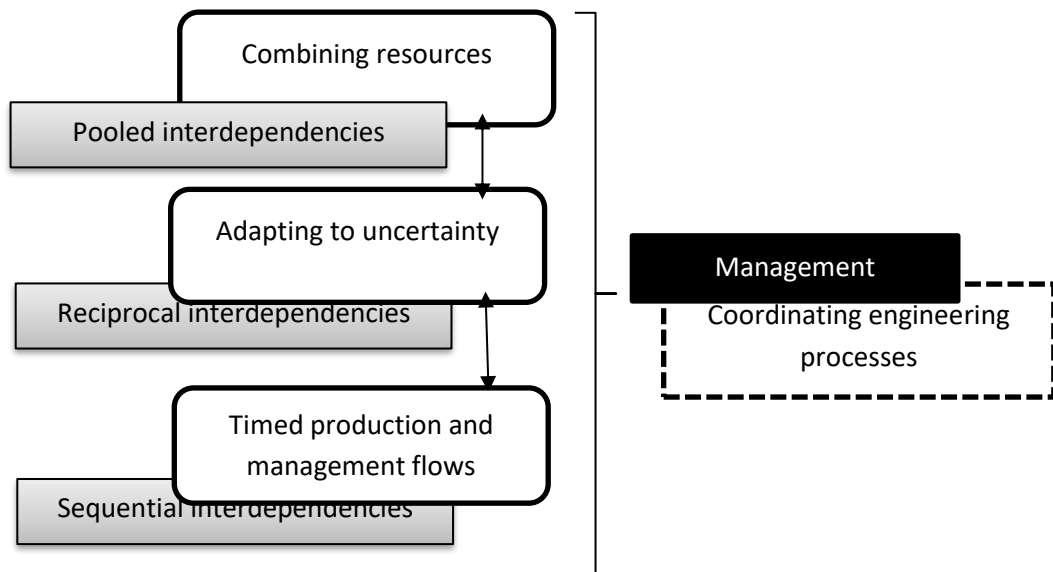 Combining resources
Pooled interdependencies
Adapting to uncertainty
Reciprocal interdependencies
Timed production and
management flows
Sequential interdependencies
Management
Coordinating engineering
processes